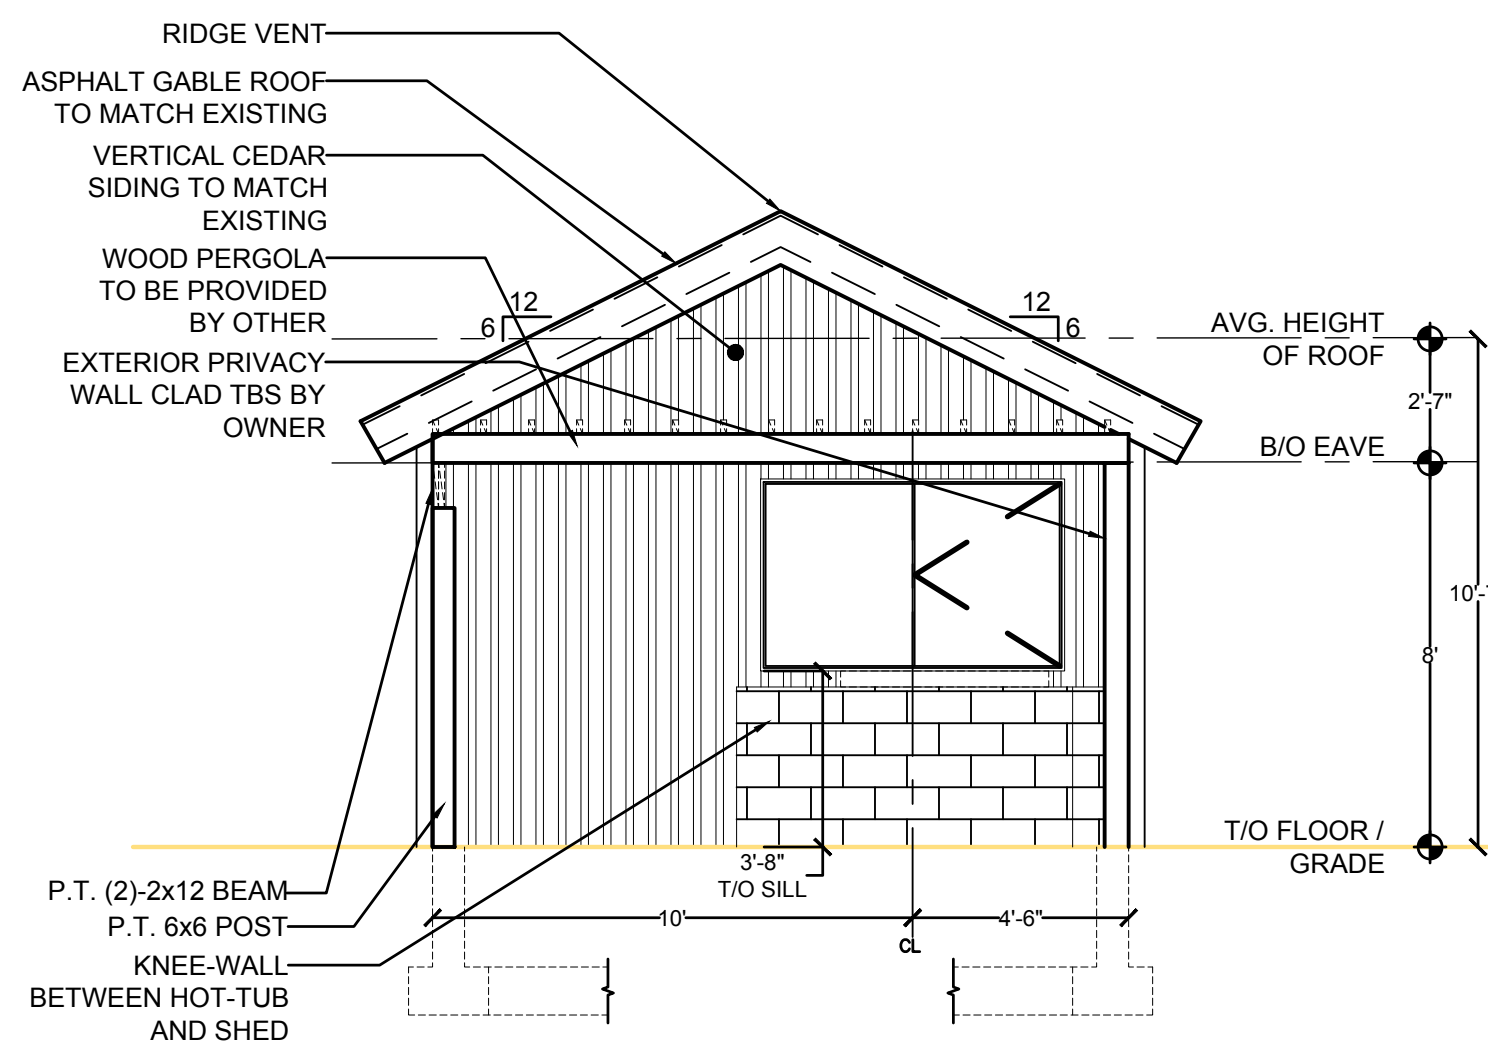 RIDGE VENT
ASPHALT GABLE ROOF
TO MATCH EXISTING
VERTICAL CEDAR
SIDING TO MATCH
EXISTING
WOOD PERGOLA
TO BE PROVIDED
BY OTHER
EXTERIOR PRIVACY
WALL CLAD TBS BY
OWNER
12
6
12
6
AVG. HEIGHT
OF ROOF
2'-7"
B/O EAVE
10'-
8'
T/O FLOOR /
GRADE
3'-8"
T/O SILL
P.T. (2)-2x12 BEAM
P.T. 6x6 POST
KNEE-WALL
BETWEEN HOT-TUB
AND SHED
10'
4'-6"
CL